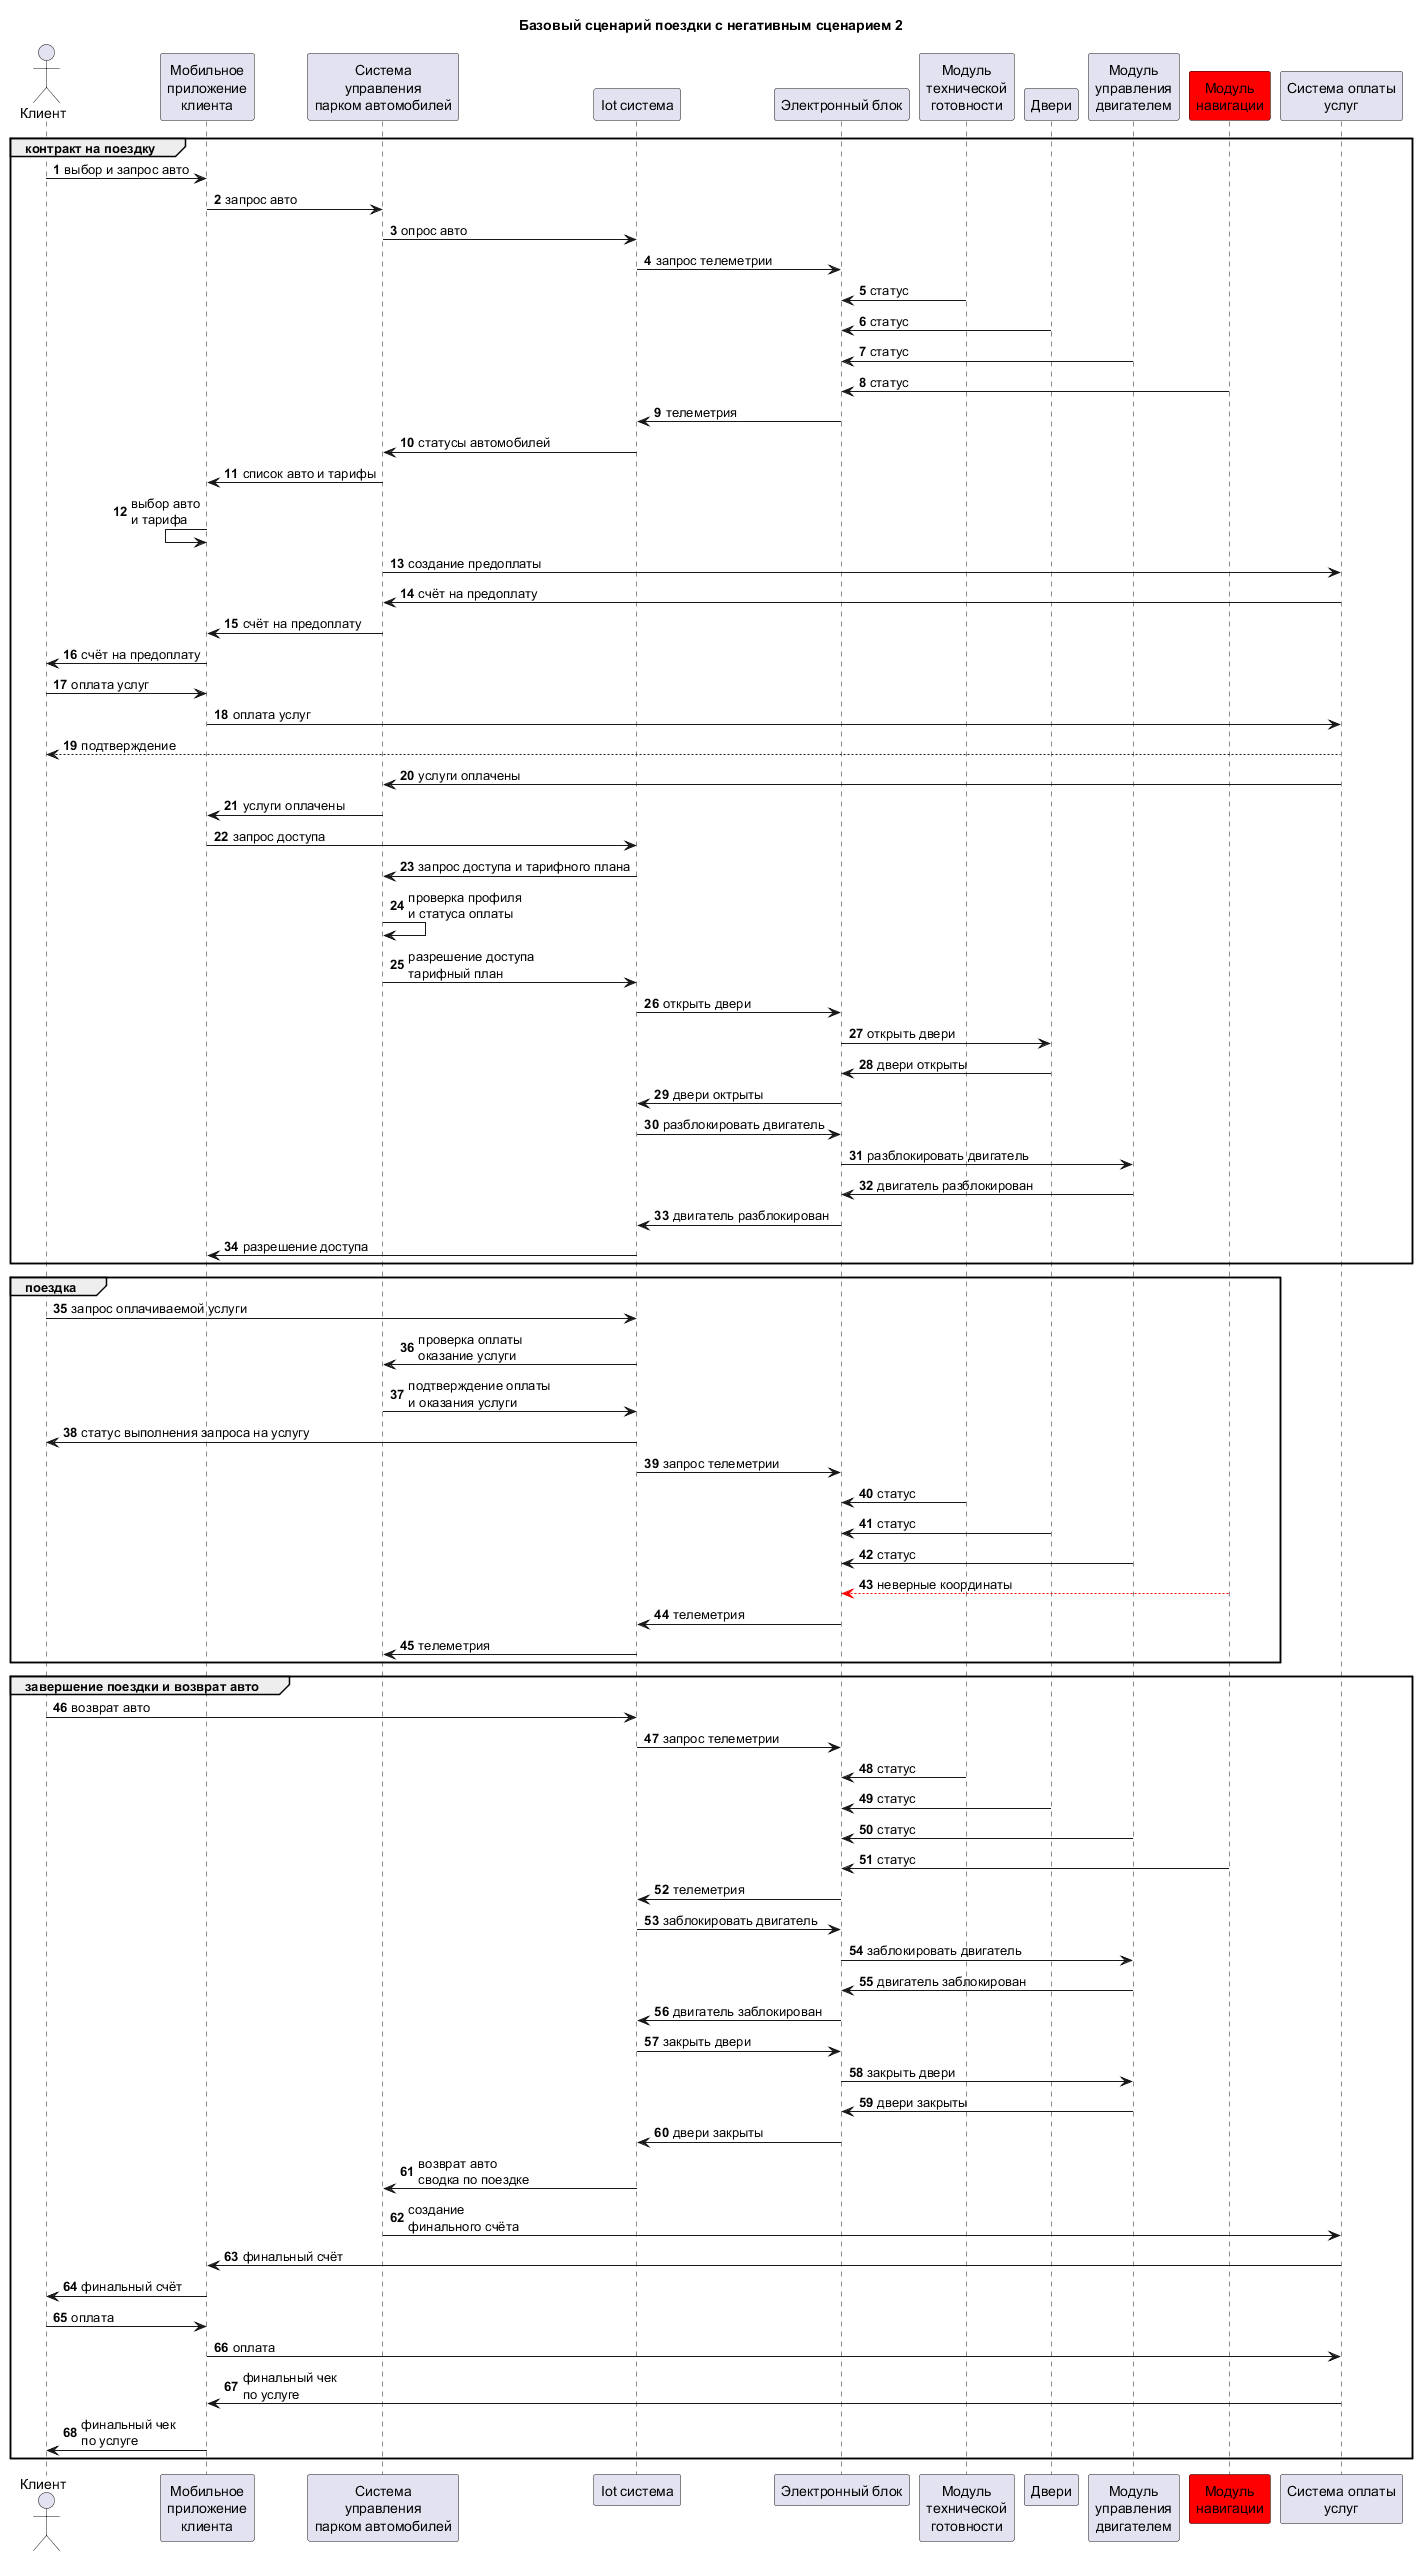 Базовый сценарий поездки с негативным сценарием 2
Клиент
Мобильное
приложение
клиента
Система
управления
парком автомобилей
Iot система
Электронный блок
Модуль
технической
готовности
Двери
Модуль
управления
двигателем
Модуль
навигации
Система оплаты
услуг
контракт на поездку
1 выбор и запрос авто
2 запрос авто
3 опрос авто
4 запрос телеметрии
5 статус
6 статус
7 статус
8 статус
9 телеметрия
10 статусы автомобилей
11 список авто и тарифы
12 выбор авто
и тарифа
13 создание предоплаты
14 счёт на предоплату
15 счёт на предоплату
16 счёт на предоплату
17 оплата услуг
18 оплата услуг
19 подтверждение
20 услуги оплачены
21 услуги оплачены
22 запрос доступа
23 запрос доступа и тарифного плана
24 проверка профиля
и статуса оплаты
25 разрешение доступа
тарифный план
26 открыть двери
27 открыть двери
28 двери открыты
29 двери октрыты
30 разблокировать двигатель
31 разблокировать двигатель
32 двигатель разблокирован
33 двигатель разблокирован
34 разрешение доступа
поездка
35 запрос оплачиваемой услуги
36 проверка оплаты
оказание услуги
37 подтверждение оплаты
и оказания услуги
38 статус выполнения запроса на услугу
39 запрос телеметрии
40 статус
41 статус
42 статус
43 неверные координаты
44 телеметрия
45 телеметрия
завершение поездки и возврат авто
46 возврат авто
47 запрос телеметрии
48 статус
49 статус
50 статус
51 статус
52 телеметрия
53 заблокировать двигатель
54 заблокировать двигатель
55 двигатель заблокирован
56 двигатель заблокирован
57 закрыть двери
58 закрыть двери
59 двери закрыты
60 двери закрыты
61 возврат авто
сводка по поездке
62 создание
финального счёта
63 финальный счёт
64 финальный счёт
65 оплата
66 оплата
67 финальный чек
по услуге
68 финальный чек
по услуге
Клиент
Мобильное
приложение
клиента
Система
управления
парком автомобилей
Iot система
Электронный блок
Модуль
технической
готовности
Двери
Модуль
управления
двигателем
Модуль
навигации
Система оплаты
услуг